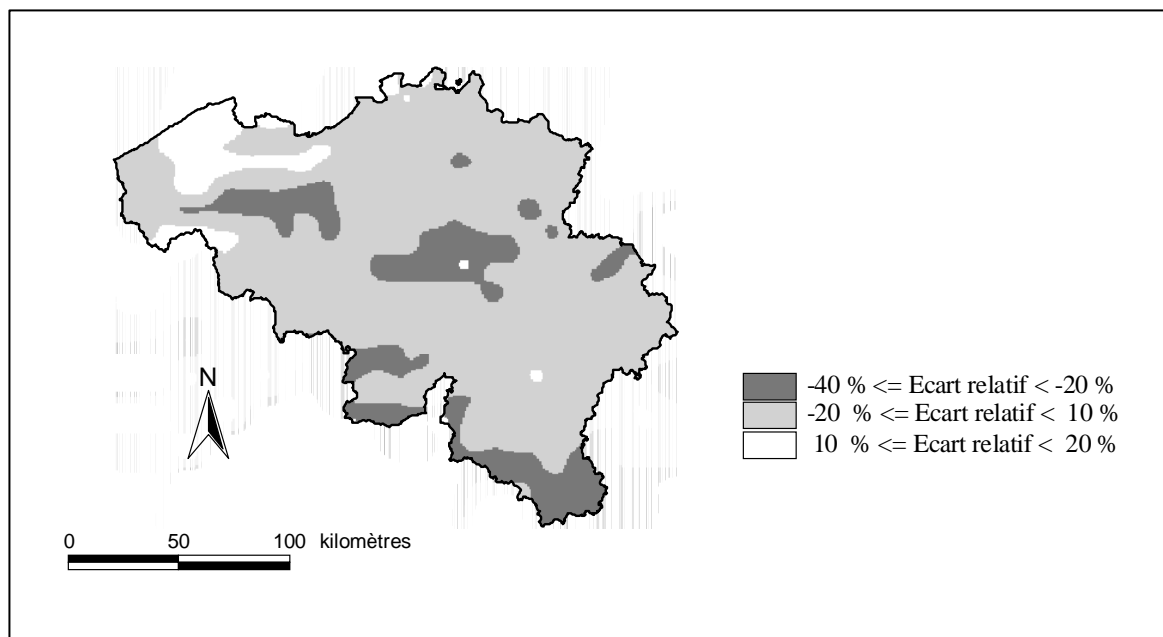 N
-40 % <= Ecart relatif < -20 %
-20 % <= Ecart relatif < 10 %
10 % <= Ecart relatif < 20 %
0 50 100 kilomètres